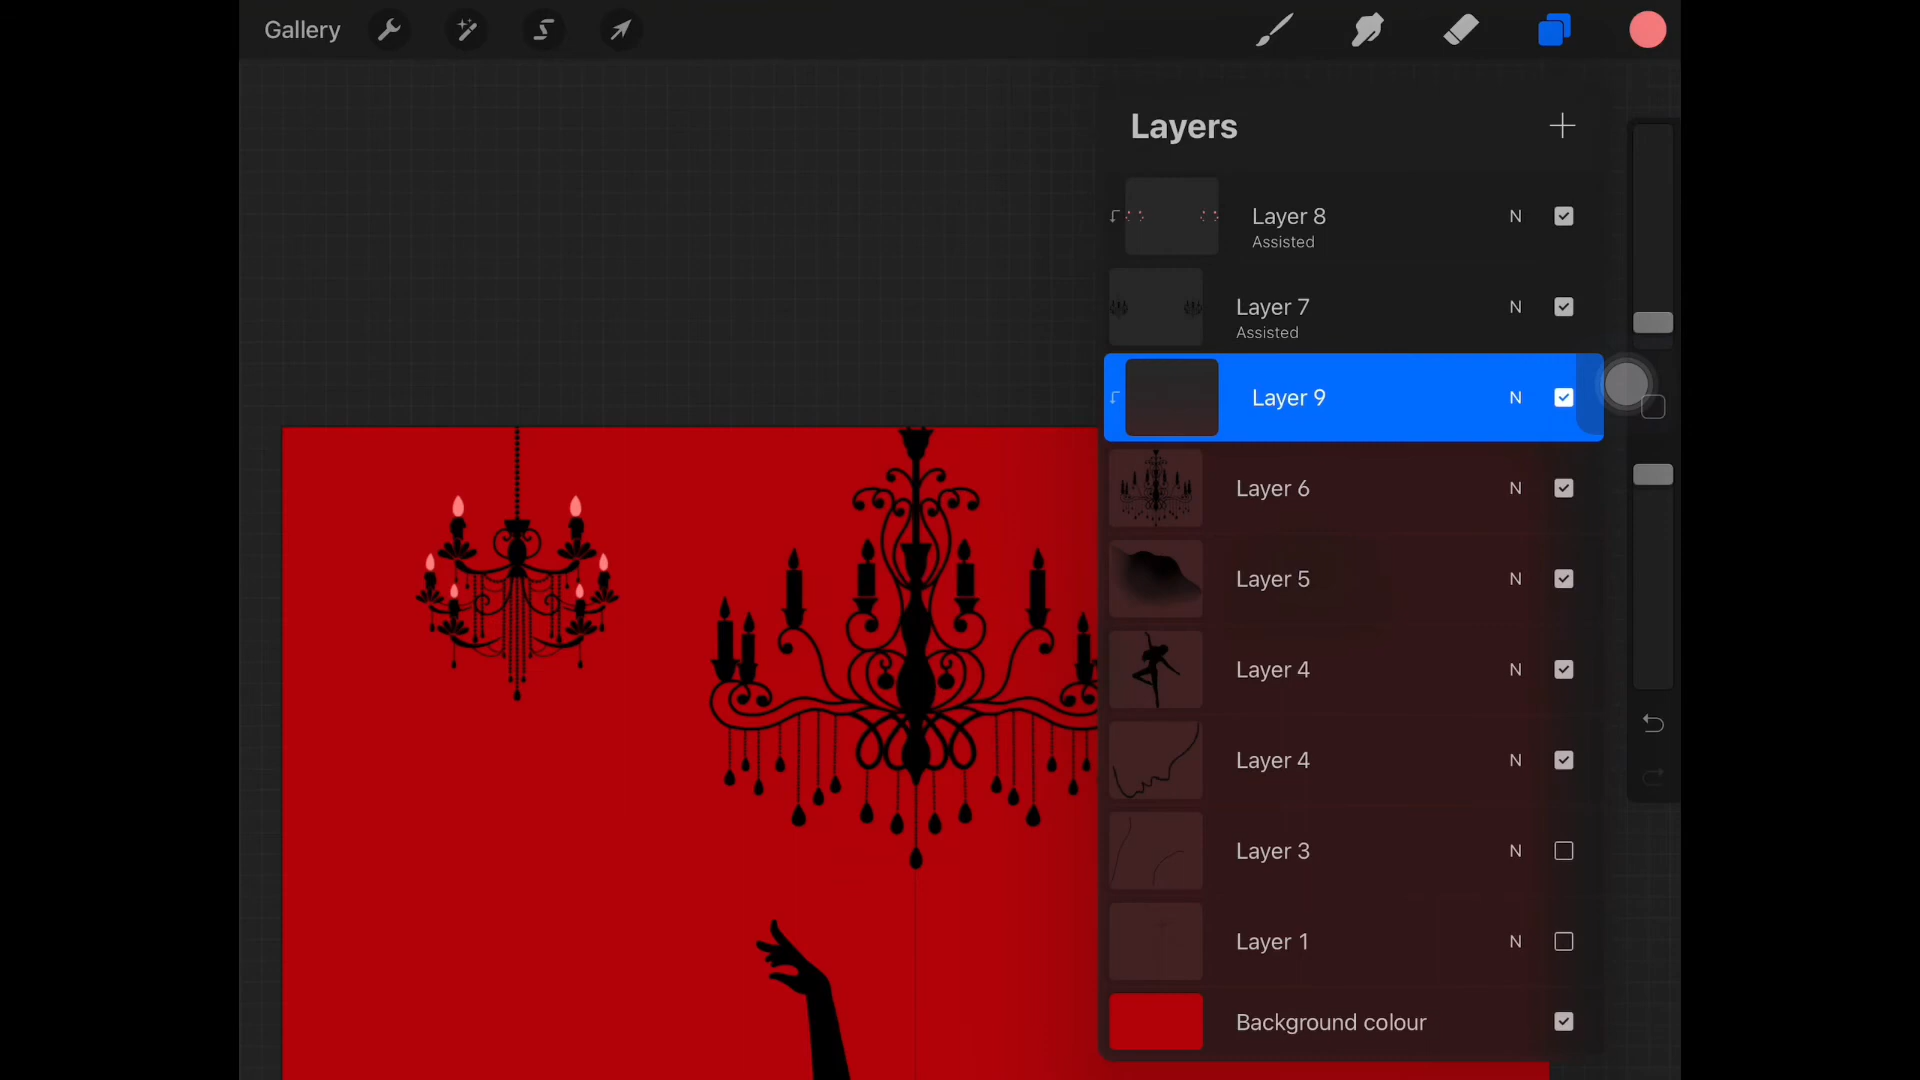 Gallery
Layers
Layer 8 N
Assisted
Layer 7 N
Assisted
Layer 9 N
Layer 6 N
Layer 5 N
Layer 4 N
Layer 4 N
Layer 3 N
Layer 1 N
Background colour